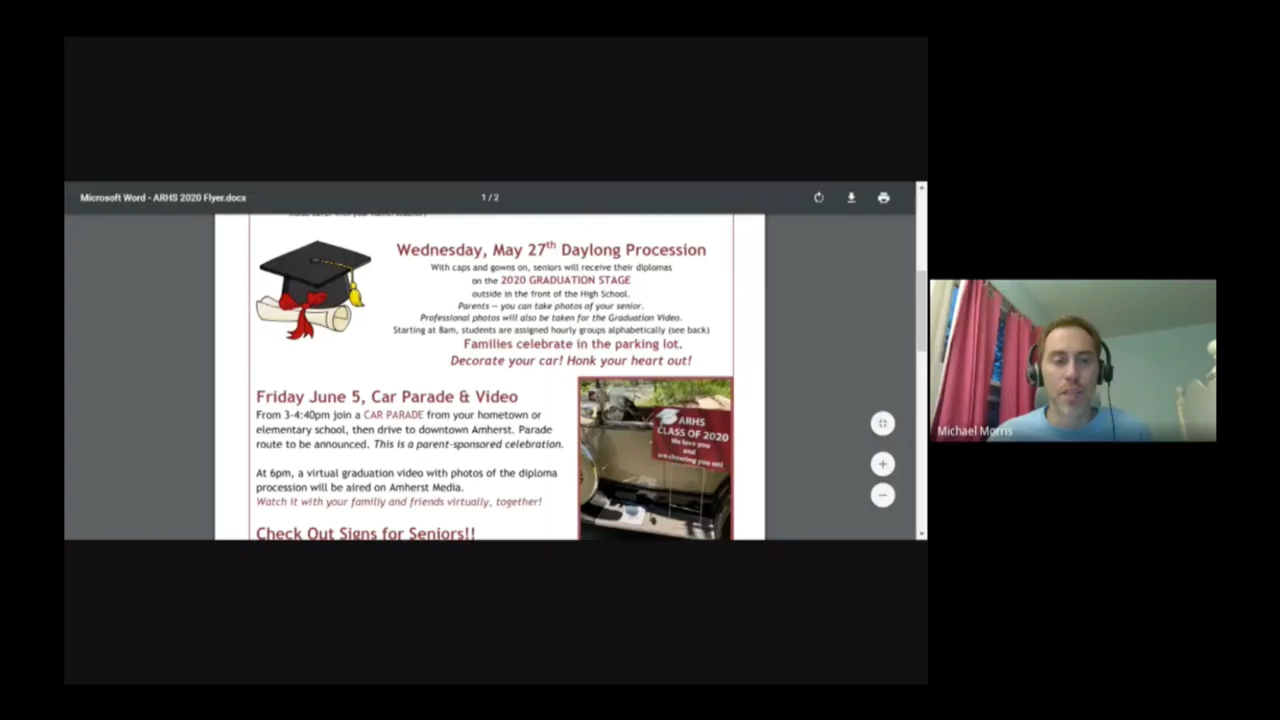 Microsoft Word - ARHS 2020 Flyer.docx
1 / 2
Wednesday, May 27th Daylong Procession
With caps and gowns on, seniors will receive their diplomas
on the 2020 GRADUATION STAGE
outside in the front of the High School.
Parents — you can take photos of your senior.
Professional photos will also be taken for the Graduation Video.
Starting at 8am, students are assigned hourly groups alphabetically (see back)
Families celebrate in the parking lot.
Decorate your car! Honk your heart out!
Friday June 5, Car Parade & Video
From 3-4:40pm join a CAR PARADE from your hometown or
elementary school, then drive to downtown Amherst. Parade
route to be announced. This is a parent-sponsored celebration.
At 6pm, a virtual graduation video with photos of the diploma
procession will be aired on Amherst Media.
Watch it with your familiy and friends virtually, together!
Check Out Signs for Seniors!!
ARHS
CLASS OF 2020
We love you
and
are cheering you on!
Michael Morris